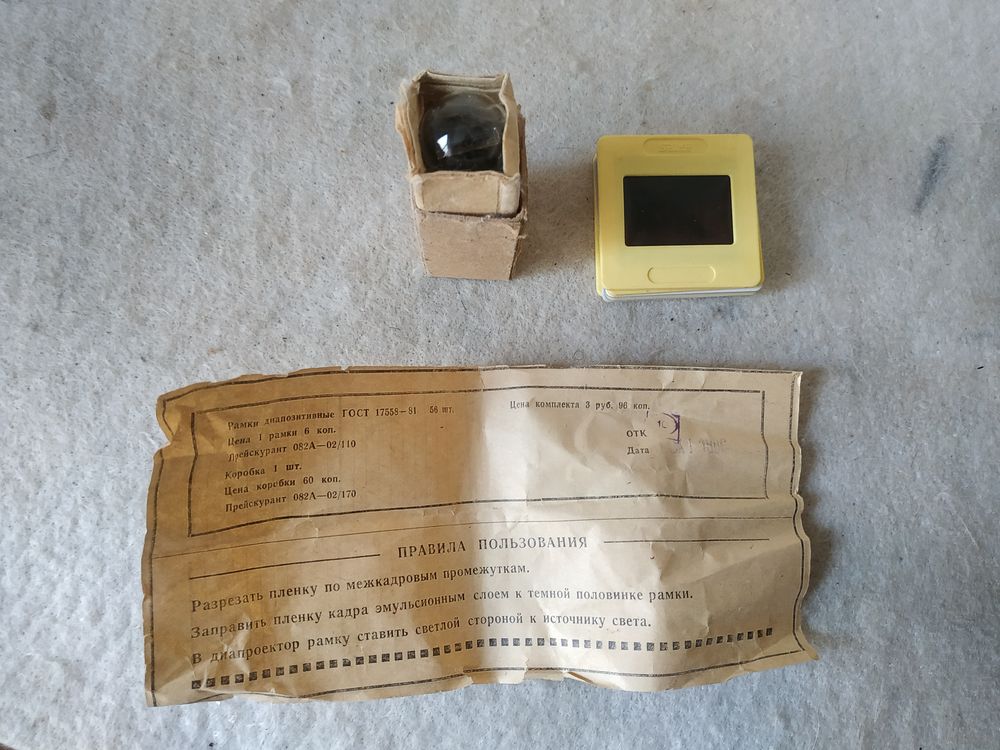 Рамки диапозитивные ГОСТ 17558—81 56 шт.
Цена 1 рамки 6 коп.
Прейскурант 082А—02/110
Коробка 1 шт.
Цена коробки 60 коп.
Прейскурант 082А—02/170
Цена комплекта 3 руб. 96 коп.
ОТК
Дата
ПРАВИЛА ПОЛЬЗОВАНИЯ
Разрезать пленку по межкадровым промежуткам.
Заправить пленку кадра эмульсионным слоем к темной половинке рамки.
В диапроектор рамку ставить светлой стороной к источнику света.